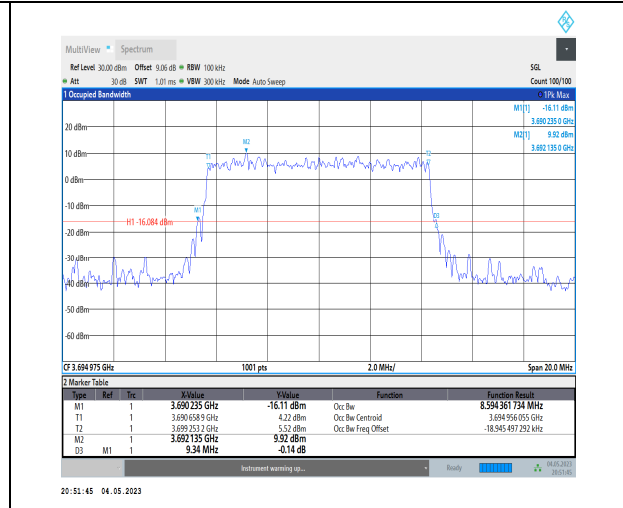 MultiView Spectrum
Ref Level 30.00 dBm Offset 9.06 dB RBW 100 kHz SGL
Att 30 dB SWT 1.01 ms VBW 300 kHz Mode Auto Sweep Count 100/100
1 Occupied Bandwidth 1Pk Max
M1[1] -16.11 dBm
3.690 235 0 GHz
M2[1] 9.92 dBm
3.692 135 0 GHz
20 dBm
M2
10 dBm
T1
T2
0 dBm
-10 dBm
M1
D3
H1 -16.084 dBm
-20 dBm
-30 dBm
-40 dBm
-50 dBm
-60 dBm
CF 3.694 975 GHz 1001 pts 2.0 MHz/ Span 20.0 MHz
2 Marker Table
Type Ref Trc X-Value Y-Value Function Function Result
M1 1 3.690 235 GHz -16.11 dBm Occ Bw 8.594 361 734 MHz
T1 1 3.690 658 9 GHz 4.22 dBm Occ Bw Centroid 3.694 956 055 GHz
T2 1 3.699 253 2 GHz 5.52 dBm Occ Bw Freq Offset -18.945 497 292 kHz
M2 1 3.692 135 GHz 9.92 dBm
D3 M1 1 9.34 MHz -0.14 dB
Instrument warming up... Ready 04.05.2023
20:51:45
20:51:45 04.05.2023